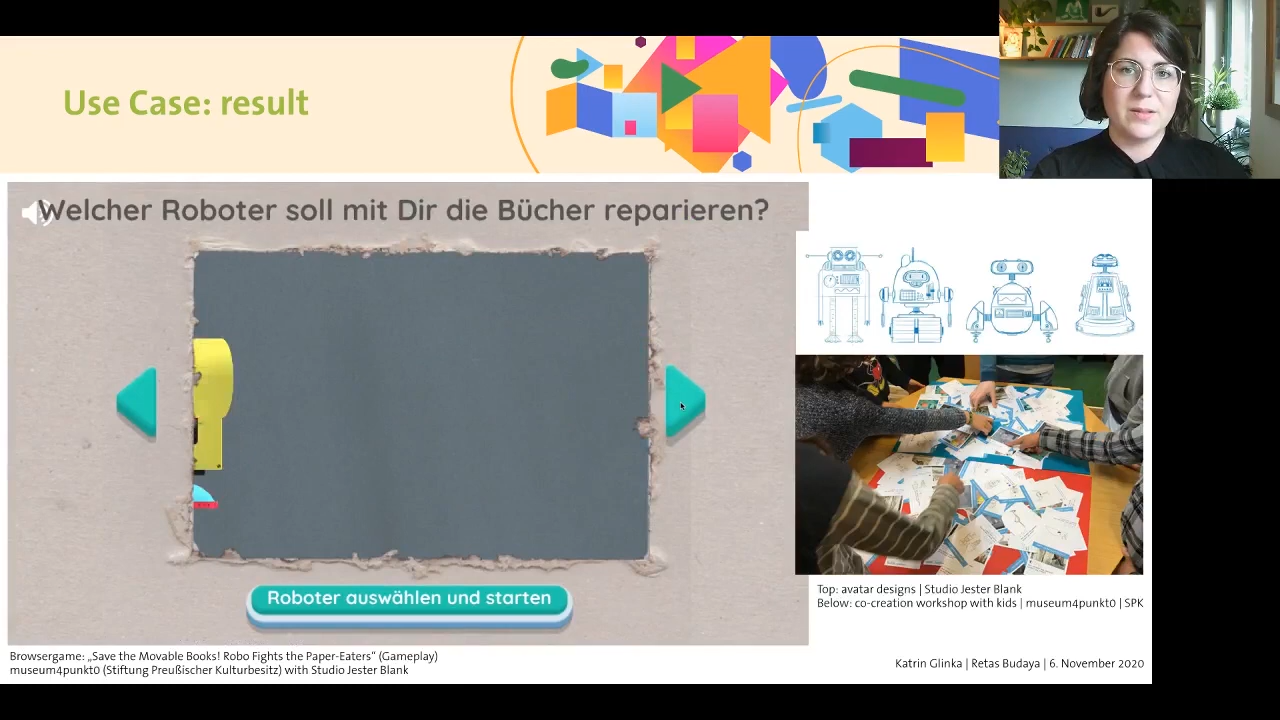 Use Case: result
Welcher Roboter soll mit Dir die Bücher reparieren?
Roboter auswählen und starten
Top: avatar designs | Studio Jester Blank
Below: co-creation workshop with kids | museum4punkt0 | SPK
Browsergame: „Save the Movable Books! Robo Fights the Paper-Eaters“ (Gameplay)
museum4punkt0 (Stiftung Preußischer Kulturbesitz) with Studio Jester Blank
Katrin Glinka | Retas Budaya | 6. November 2020